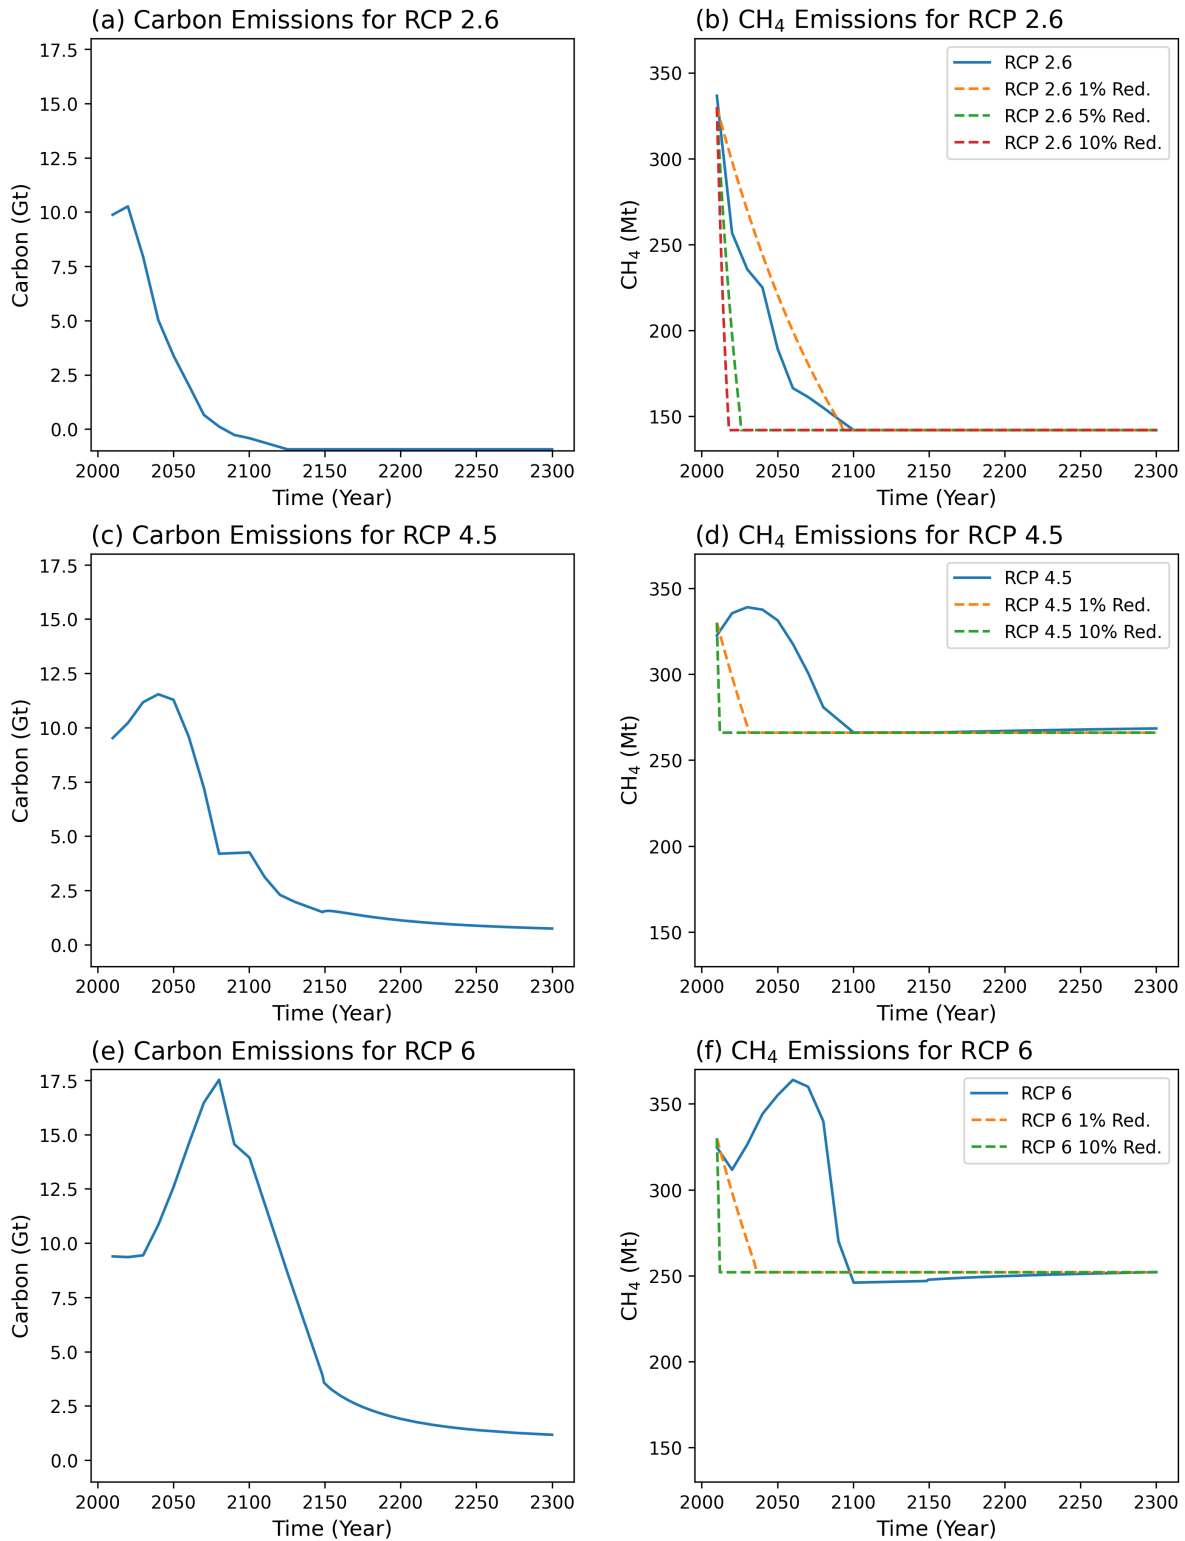 (a) Carbon Emissions for RCP 2.6
17.5
15.0
12.5
10.0
7.5
5.0
2.5
0.0
Carbon (Gt)
2000 2050 2100 2150 2200 2250 2300
Time (Year)
(b) CH₄ Emissions for RCP 2.6
350
300
250
200
150
CH₄ (Mt)
RCP 2.6
RCP 2.6 1% Red.
RCP 2.6 5% Red.
RCP 2.6 10% Red.
2000 2050 2100 2150 2200 2250 2300
Time (Year)
(c) Carbon Emissions for RCP 4.5
17.5
15.0
12.5
10.0
7.5
5.0
2.5
0.0
Carbon (Gt)
2000 2050 2100 2150 2200 2250 2300
Time (Year)
(d) CH₄ Emissions for RCP 4.5
350
300
250
200
150
CH₄ (Mt)
RCP 4.5
RCP 4.5 1% Red.
RCP 4.5 10% Red.
2000 2050 2100 2150 2200 2250 2300
Time (Year)
(e) Carbon Emissions for RCP 6
17.5
15.0
12.5
10.0
7.5
5.0
2.5
0.0
Carbon (Gt)
2000 2050 2100 2150 2200 2250 2300
Time (Year)
(f) CH₄ Emissions for RCP 6
350
300
250
200
150
CH₄ (Mt)
RCP 6
RCP 6 1% Red.
RCP 6 10% Red.
2000 2050 2100 2150 2200 2250 2300
Time (Year)